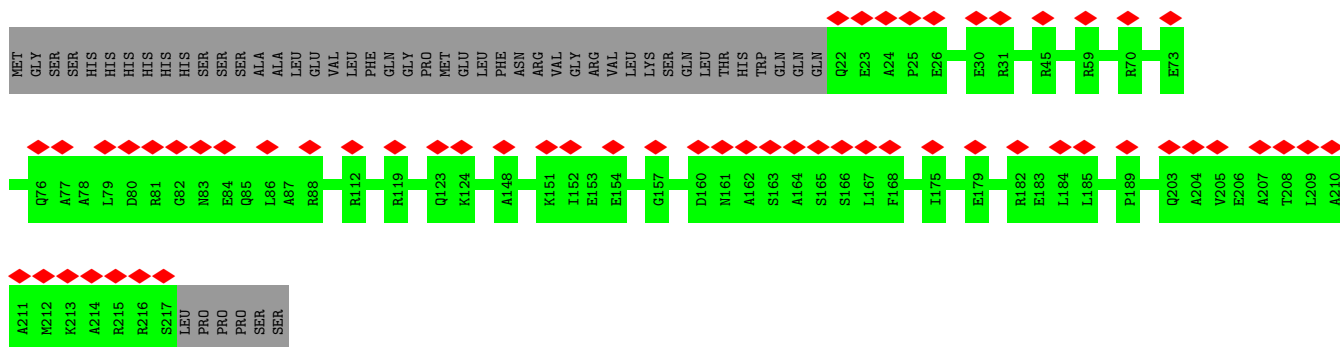 MET GLY SER SER HIS HIS HIS HIS HIS HIS SER SER SER ALA ALA LEU GLU VAL LEU PHE GLN GLY PRO MET GLU LEU PHE ASN ARG VAL GLY ARG VAL LEU LYS SER GLN LEU THR HIS TRP GLN GLN GLN Q22 E23 A24 P25 E26 E30 R31 R45 R59 R70 E73
Q76 A77 A78 L79 D80 R81 G82 N83 E84 Q85 L86 A87 R88 R112 R119 Q123 K124 A148 K151 I152 E153 E154 G157 D160 N161 A162 S163 A164 S165 S166 L167 F168 I175 E179 R182 E183 L184 L185 P189 Q203 A204 V205 E206 A207 T208 L209 A210
A211 M212 K213 A214 R215 R216 S217 LEU PRO PRO PRO SER SER